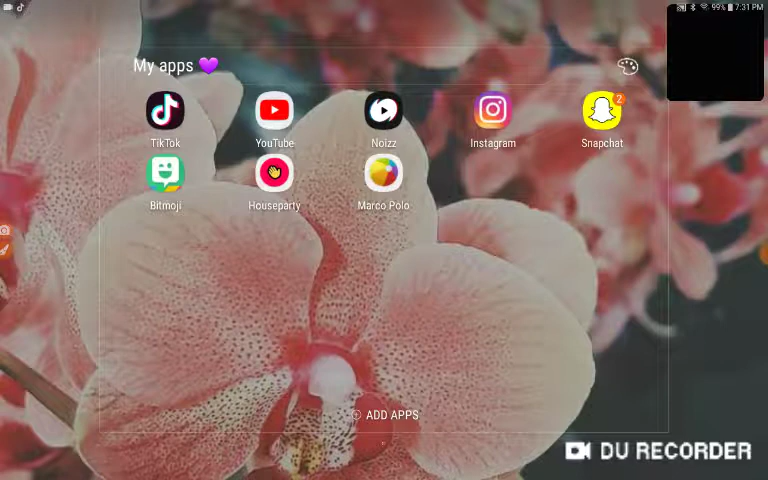 99% 7:31 PM
My apps 💜
TikTok YouTube Noizz Instagram Snapchat
2
Bitmoji Houseparty Marco Polo
ADD APPS
DU RECORDER